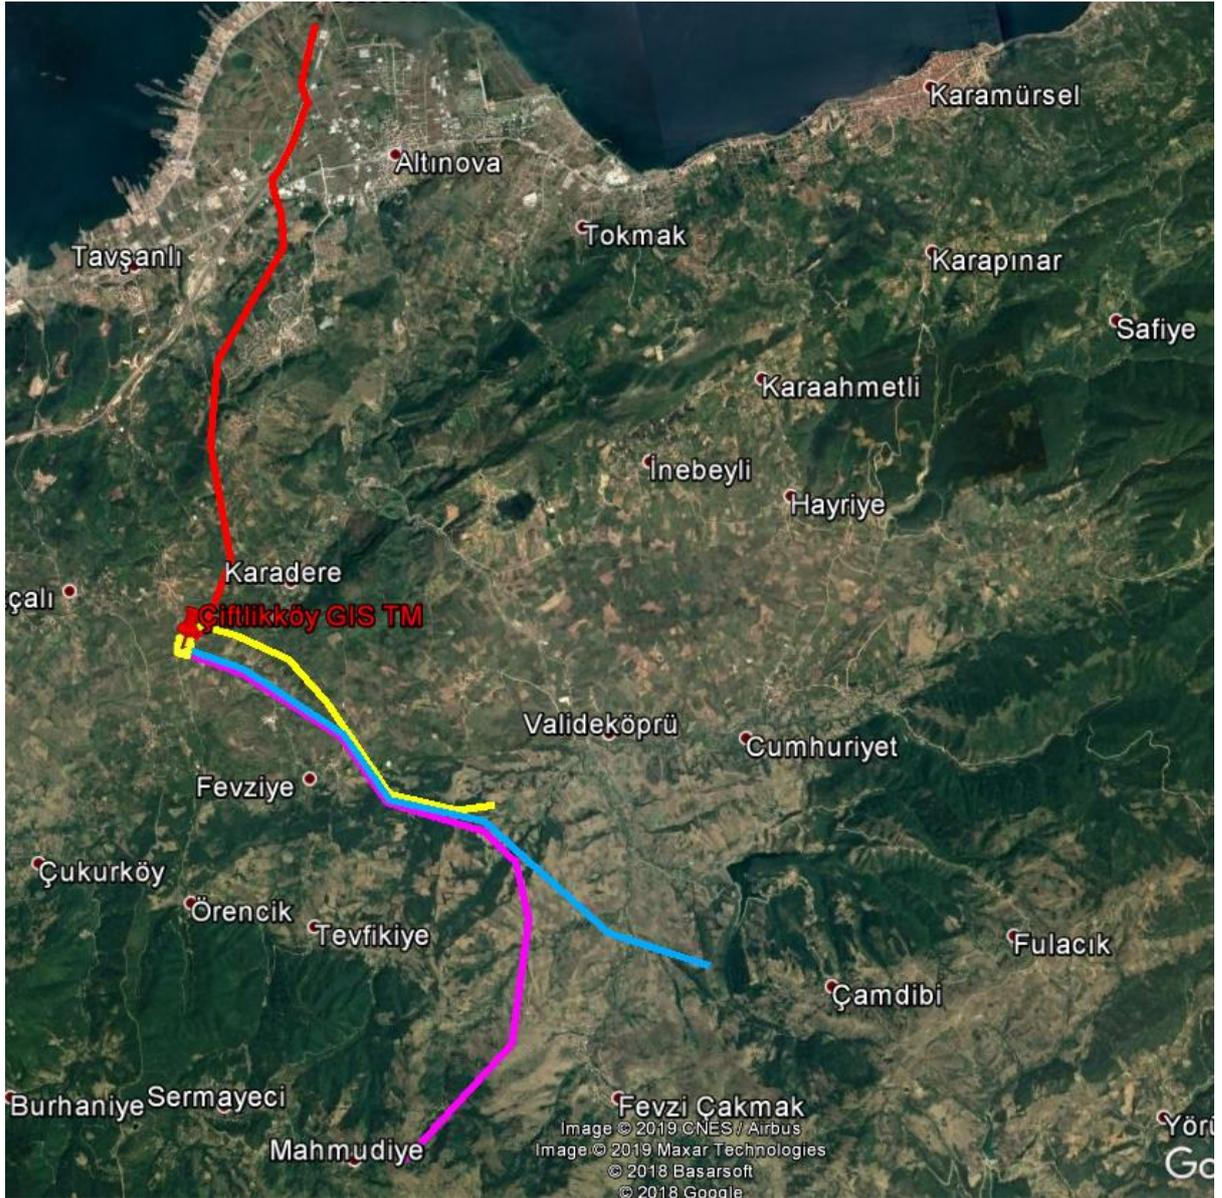 Karamürsel
Altınova
Tokmak
Tavşanlı
Karapınar
Safiye
Karaahmetli
İnebeyli
Hayriye
Karadere
çalı
Çiftlikköy GIS TM
Valideköprü
Cumhuriyet
Fevziye
Çukurköy
Örencik
Tevfikiye
Fulacık
Çamdibi
Burhaniye
Sermayeci
Fevzi Çakmak
Yörü
Mahmudiye
Image © 2019 CNES / Airbus
Image © 2019 Maxar Technologies
© 2018 Basarsoft
© 2018 Google
Go